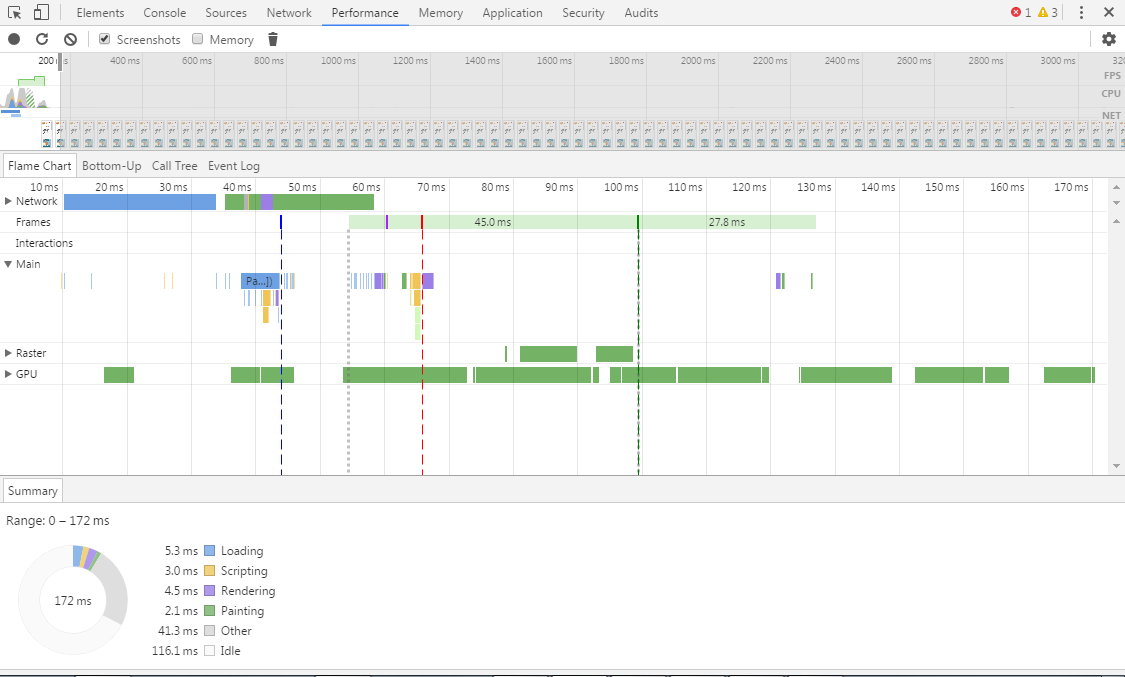 Elements Console Sources Network Performance Memory Application Security Audits 1 3
Screenshots Memory
200 ms 400 ms 600 ms 800 ms 1000 ms 1200 ms 1400 ms 1600 ms 1800 ms 2000 ms 2200 ms 2400 ms 2600 ms 2800 ms 3000 ms 320
FPS
CPU
NET
Flame Chart Bottom-Up Call Tree Event Log
10 ms 20 ms 30 ms 40 ms 50 ms 60 ms 70 ms 80 ms 90 ms 100 ms 110 ms 120 ms 130 ms 140 ms 150 ms 160 ms 170 ms
Network
Frames 45.0 ms 27.8 ms
Interactions
Main
Pa...])
Raster
GPU
Summary
Range: 0 – 172 ms
172 ms
5.3 ms Loading
3.0 ms Scripting
4.5 ms Rendering
2.1 ms Painting
41.3 ms Other
116.1 ms Idle